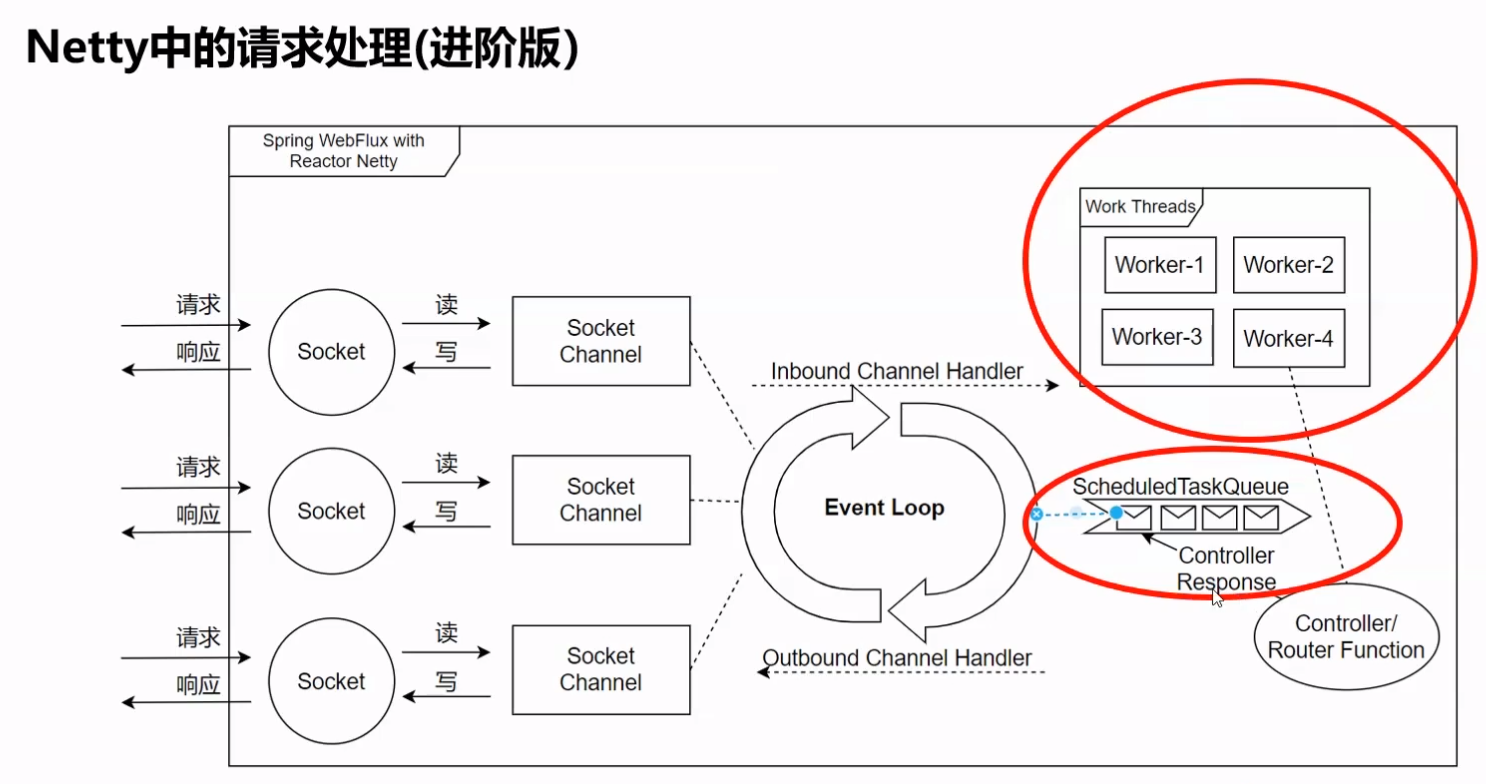 Netty中的请求处理(进阶版）
Spring WebFlux with
Reactor Netty
Work Threads
Worker-1
Worker-2
Worker-3
Worker-4
请求
响应
Socket
读
写
Socket
Channel
Inbound Channel Handler
请求
响应
Socket
读
写
Socket
Channel
Event Loop
ScheduledTaskQueue
Controller
Response
Controller/
Router Function
请求
响应
Socket
读
写
Socket
Channel
Outbound Channel Handler